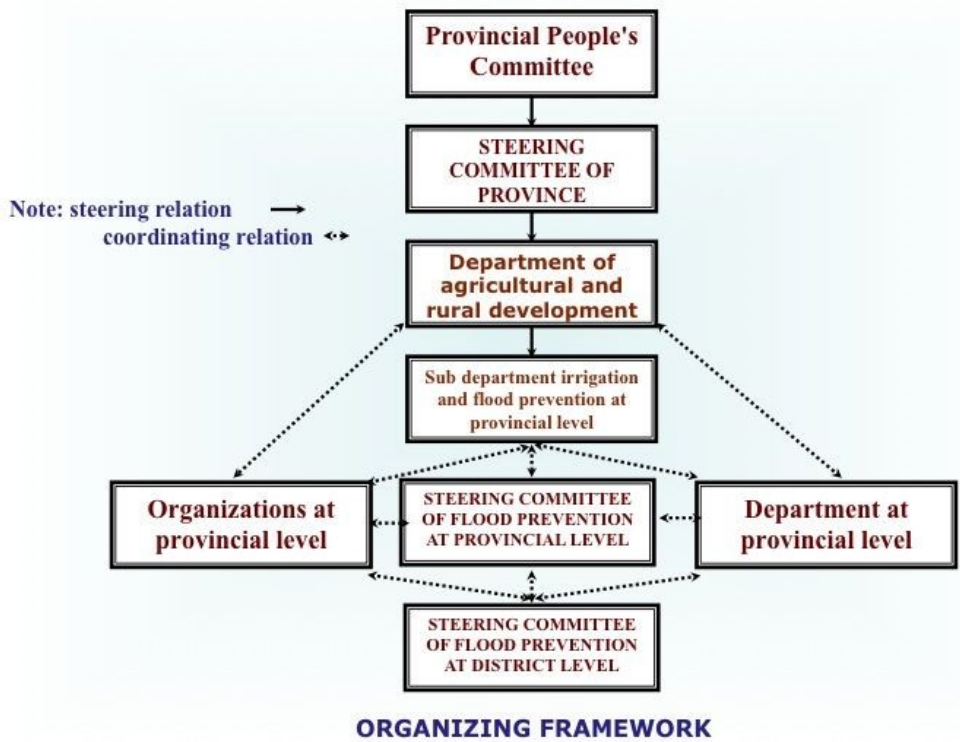 Provincial People's
Committee
STEERING
COMMITTEE OF
PROVINCE
Note: steering relation
coordinating relation
Department of
agricultural and
rural development
Sub department irrigation
and flood prevention at
provincial level
Organizations at
provincial level
STEERING COMMITTEE
OF FLOOD PREVENTION
AT PROVINCIAL LEVEL
Department at
provincial level
STEERING COMMITTEE
OF FLOOD PREVENTION
AT DISTRICT LEVEL
ORGANIZING FRAMEWORK